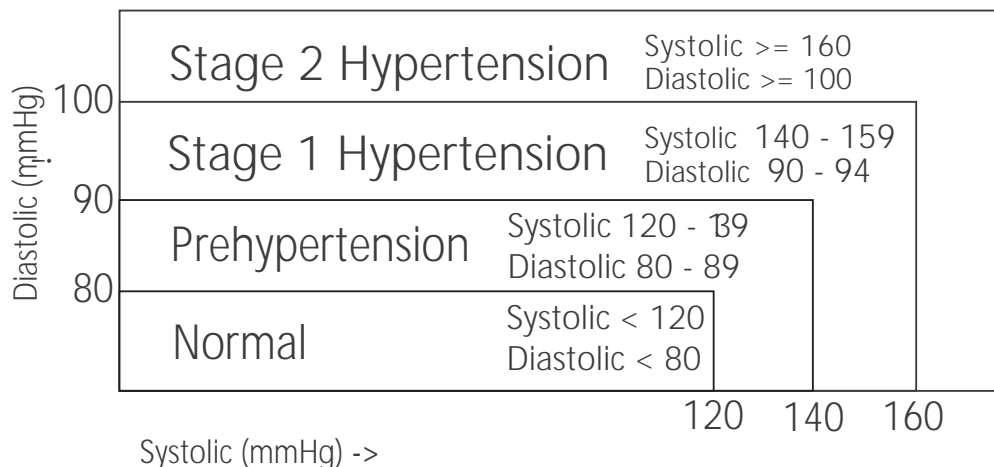 Stage 2 Hypertension
Systolic >= 160
Diastolic >= 100
100
Stage 1 Hypertension
Systolic 140 - 159
Diastolic 90 - 94
90
Prehypertension
Systolic 120 - 139
Diastolic 80 - 89
80
Normal
Systolic < 120
Diastolic < 80
Diastolic (mmHg)
120 140 160
Systolic (mmHg) ->